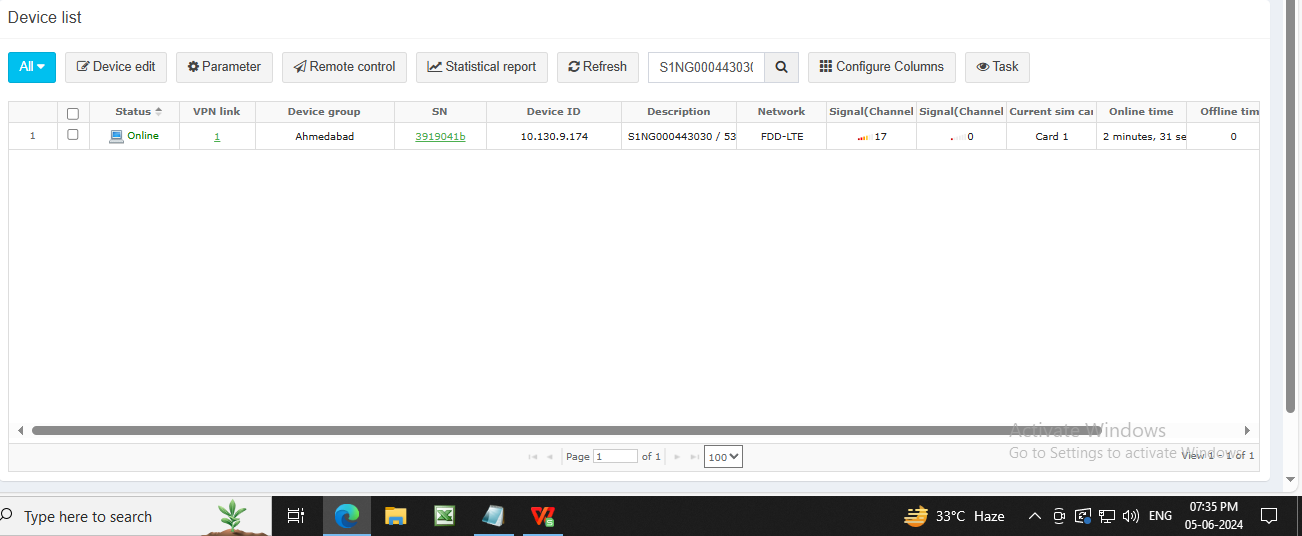 Device list
All Device edit Parameter Remote control Statistical report Refresh S1NG000443030 Configure Columns Task
Status VPN link Device group SN Device ID Description Network Signal(Channel Signal(Channel Current sim car Online time Offline tim
1 Online 1 Ahmedabad 3919041b 10.130.9.174 S1NG000443030 / 53 FDD-LTE 17 0 Card 1 2 minutes, 31 se 0
Activate Windows
Go to Settings to activate Windows.
Page 1 of 1 100 View 1 - 1 of 1
Type here to search 33°C Haze ENG 07:35 PM
05-06-2024